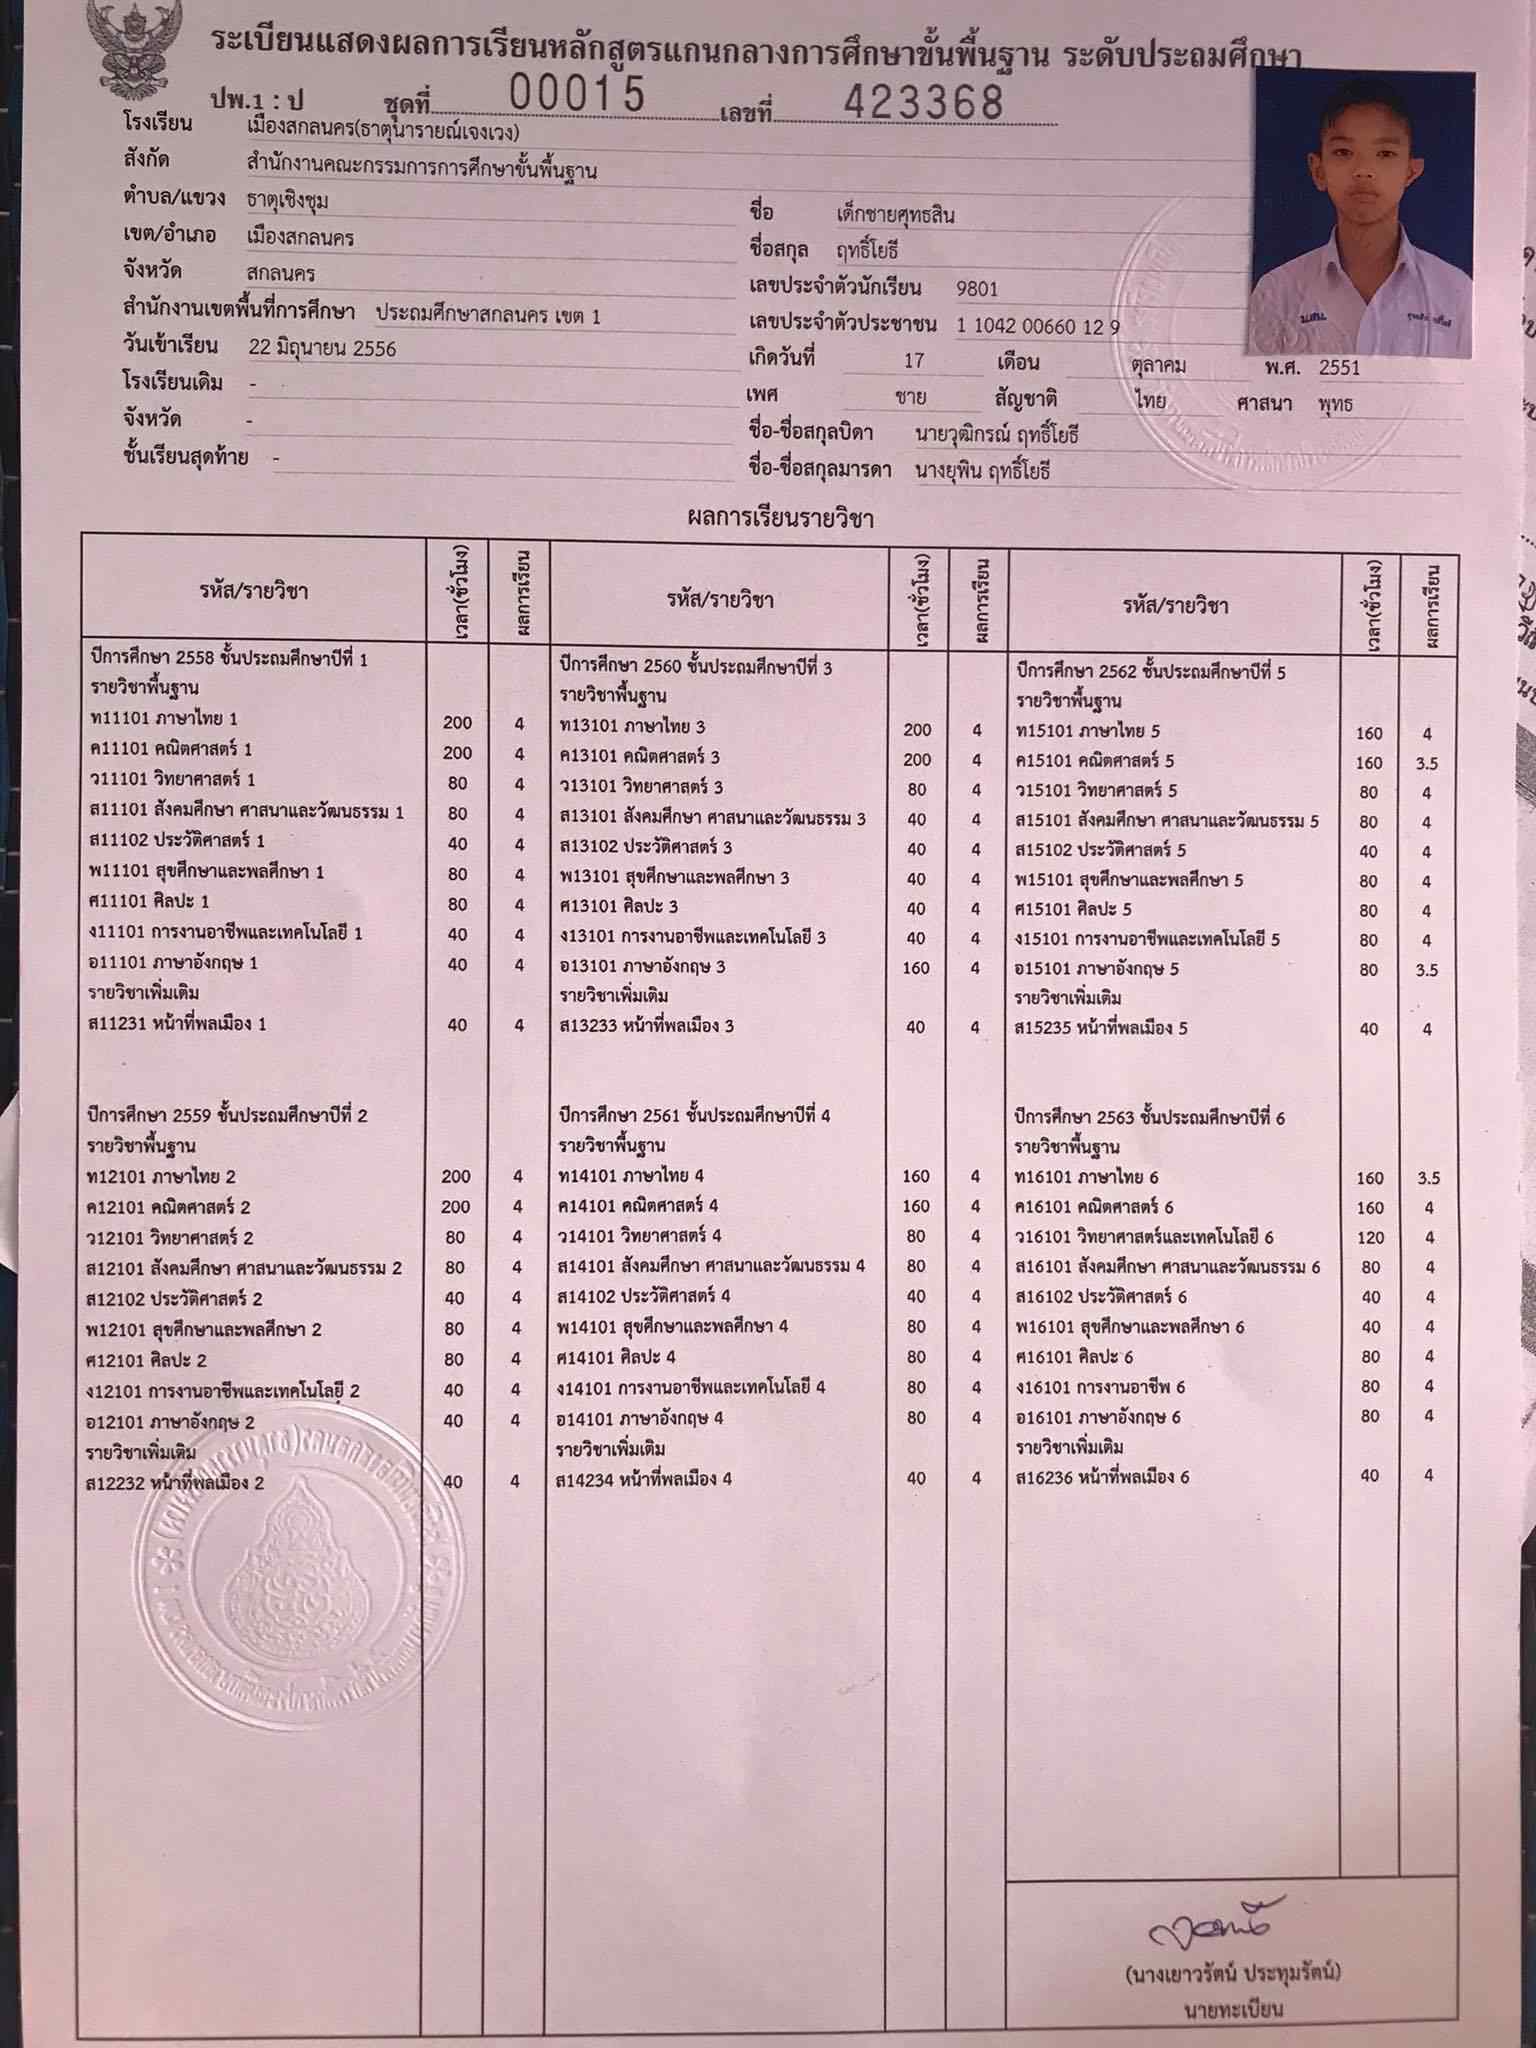 ระเบียนแสดงผลการเรียนหลักสูตรแกนกลางการศึกษาขั้นพื้นฐาน ระดับประถมศึกษา
ปพ.1 : ป ชุดที่ 00015 เลขที่ 423368
โรงเรียน เมืองสกลนคร(ธาตุนารายณ์เจงเวง)
สังกัด สำนักงานคณะกรรมการการศึกษาขั้นพื้นฐาน
ตำบล/แขวง ธาตุเชิงชุม
เขต/อำเภอ เมืองสกลนคร
จังหวัด สกลนคร
สำนักงานเขตพื้นที่การศึกษา ประถมศึกษาสกลนคร เขต 1
วันเข้าเรียน 22 มิถุนายน 2556
โรงเรียนเดิม -
จังหวัด -
ชั้นเรียนสุดท้าย -
ชื่อ เด็กชายศุทธสิน
ชื่อสกุล ฤทธิ์โยธี
เลขประจำตัวนักเรียน 9801
เลขประจำตัวประชาชน 1 1042 00660 12 9
เกิดวันที่ 17 เดือน ตุลาคม พ.ศ. 2551
เพศ ชาย สัญชาติ ไทย ศาสนา พุทธ
ชื่อ-ชื่อสกุลบิดา นายวุฒิกรณ์ ฤทธิ์โยธี
ชื่อ-ชื่อสกุลมารดา นางยุพิน ฤทธิ์โยธี
ผลการเรียนรายวิชา
รหัส/รายวิชา เวลา(ชั่วโมง) ผลการเรียน
ปีการศึกษา 2558 ชั้นประถมศึกษาปีที่ 1
รายวิชาพื้นฐาน
ท11101 ภาษาไทย 1 200 4
ค11101 คณิตศาสตร์ 1 200 4
ว11101 วิทยาศาสตร์ 1 80 4
ส11101 สังคมศึกษา ศาสนาและวัฒนธรรม 1 80 4
ส11102 ประวัติศาสตร์ 1 40 4
พ11101 สุขศึกษาและพลศึกษา 1 80 4
ศ11101 ศิลปะ 1 80 4
ง11101 การงานอาชีพและเทคโนโลยี 1 40 4
อ11101 ภาษาอังกฤษ 1 40 4
รายวิชาเพิ่มเติม
ส11231 หน้าที่พลเมือง 1 40 4
ปีการศึกษา 2559 ชั้นประถมศึกษาปีที่ 2
รายวิชาพื้นฐาน
ท12101 ภาษาไทย 2 200 4
ค12101 คณิตศาสตร์ 2 200 4
ว12101 วิทยาศาสตร์ 2 80 4
ส12101 สังคมศึกษา ศาสนาและวัฒนธรรม 2 80 4
ส12102 ประวัติศาสตร์ 2 40 4
พ12101 สุขศึกษาและพลศึกษา 2 80 4
ศ12101 ศิลปะ 2 80 4
ง12101 การงานอาชีพและเทคโนโลยี 2 40 4
อ12101 ภาษาอังกฤษ 2 40 4
รายวิชาเพิ่มเติม
ส12232 หน้าที่พลเมือง 2 40 4
รหัส/รายวิชา เวลา(ชั่วโมง) ผลการเรียน
ปีการศึกษา 2560 ชั้นประถมศึกษาปีที่ 3
รายวิชาพื้นฐาน
ท13101 ภาษาไทย 3 200 4
ค13101 คณิตศาสตร์ 3 200 4
ว13101 วิทยาศาสตร์ 3 80 4
ส13101 สังคมศึกษา ศาสนาและวัฒนธรรม 3 40 4
ส13102 ประวัติศาสตร์ 3 40 4
พ13101 สุขศึกษาและพลศึกษา 3 40 4
ศ13101 ศิลปะ 3 40 4
ง13101 การงานอาชีพและเทคโนโลยี 3 40 4
อ13101 ภาษาอังกฤษ 3 160 4
รายวิชาเพิ่มเติม
ส13233 หน้าที่พลเมือง 3 40 4
ปีการศึกษา 2561 ชั้นประถมศึกษาปีที่ 4
รายวิชาพื้นฐาน
ท14101 ภาษาไทย 4 160 4
ค14101 คณิตศาสตร์ 4 160 4
ว14101 วิทยาศาสตร์ 4 80 4
ส14101 สังคมศึกษา ศาสนาและวัฒนธรรม 4 80 4
ส14102 ประวัติศาสตร์ 4 40 4
พ14101 สุขศึกษาและพลศึกษา 4 80 4
ศ14101 ศิลปะ 4 80 4
ง14101 การงานอาชีพและเทคโนโลยี 4 80 4
อ14101 ภาษาอังกฤษ 4 80 4
รายวิชาเพิ่มเติม
ส14234 หน้าที่พลเมือง 4 40 4
รหัส/รายวิชา เวลา(ชั่วโมง) ผลการเรียน
ปีการศึกษา 2562 ชั้นประถมศึกษาปีที่ 5
รายวิชาพื้นฐาน
ท15101 ภาษาไทย 5 160 4
ค15101 คณิตศาสตร์ 5 160 3.5
ว15101 วิทยาศาสตร์ 5 80 4
ส15101 สังคมศึกษา ศาสนาและวัฒนธรรม 5 80 4
ส15102 ประวัติศาสตร์ 5 40 4
พ15101 สุขศึกษาและพลศึกษา 5 80 4
ศ15101 ศิลปะ 5 80 4
ง15101 การงานอาชีพและเทคโนโลยี 5 80 4
อ15101 ภาษาอังกฤษ 5 80 3.5
รายวิชาเพิ่มเติม
ส15235 หน้าที่พลเมือง 5 40 4
ปีการศึกษา 2563 ชั้นประถมศึกษาปีที่ 6
รายวิชาพื้นฐาน
ท16101 ภาษาไทย 6 160 3.5
ค16101 คณิตศาสตร์ 6 160 4
ว16101 วิทยาศาสตร์และเทคโนโลยี 6 120 4
ส16101 สังคมศึกษา ศาสนาและวัฒนธรรม 6 80 4
ส16102 ประวัติศาสตร์ 6 40 4
พ16101 สุขศึกษาและพลศึกษา 6 40 4
ศ16101 ศิลปะ 6 80 4
ง16101 การงานอาชีพ 6 80 4
อ16101 ภาษาอังกฤษ 6 80 4
รายวิชาเพิ่มเติม
ส16236 หน้าที่พลเมือง 6 40 4
(นางเยาวรัตน์ ประทุมรัตน์)
นายทะเบียน